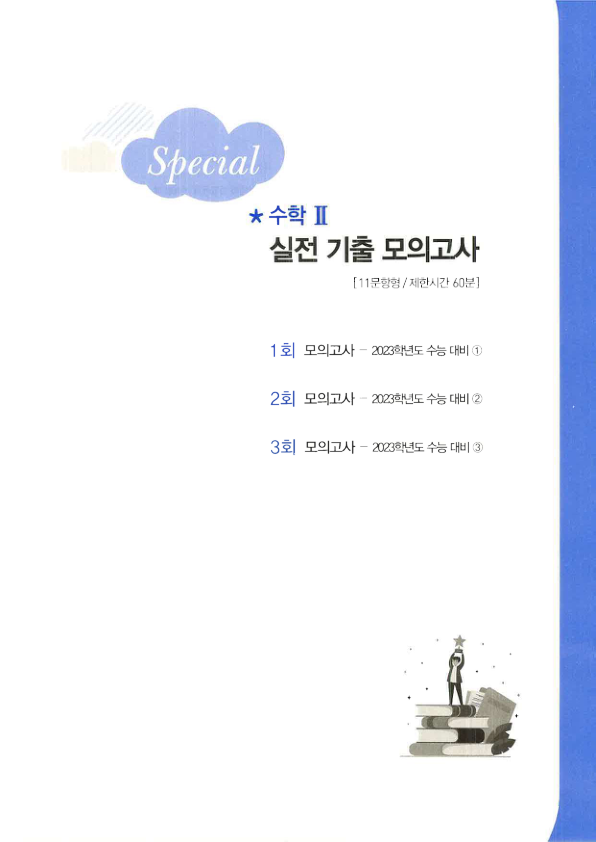 Special
★ 수학 Ⅱ
실전 기출 모의고사
[11문항형 / 제한시간 60분]
1회 모의고사 - 2023학년도 수능 대비 ①
2회 모의고사 - 2023학년도 수능 대비 ②
3회 모의고사 - 2023학년도 수능 대비 ③